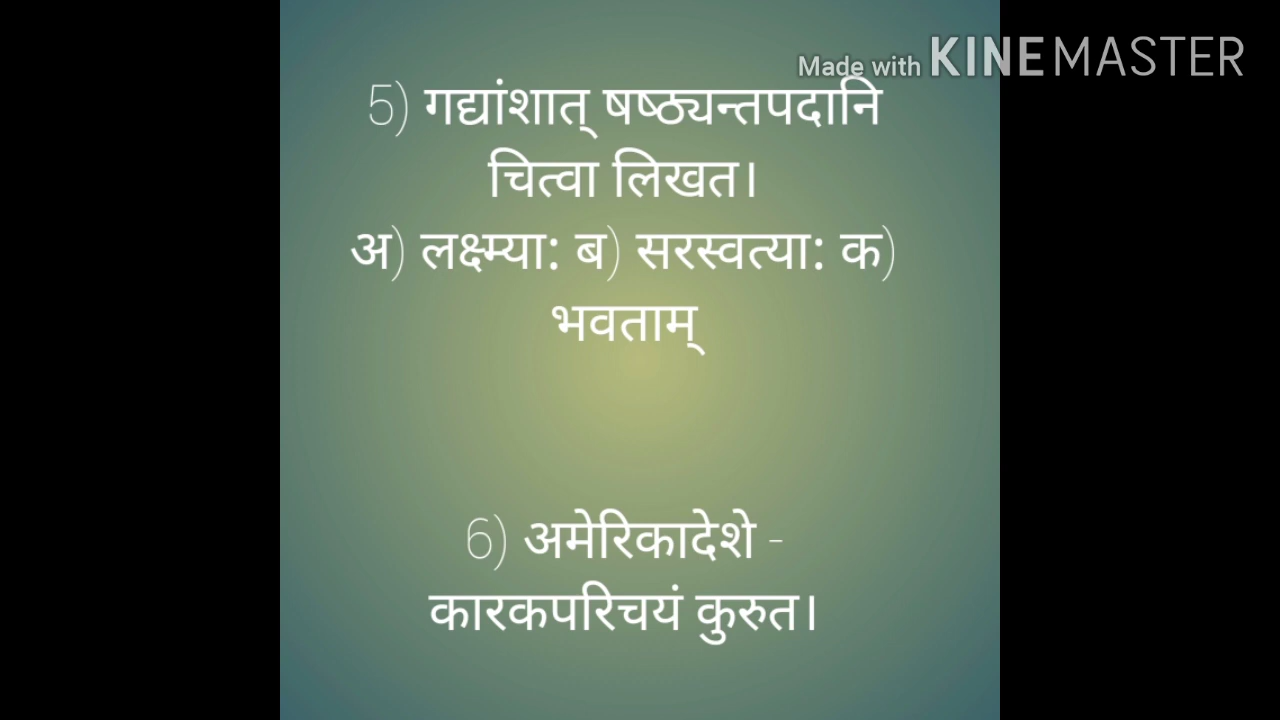 Made with KINEMASTER
5) गद्यांशात् षष्ठ्यन्तपदानि
चित्वा लिखत।
अ) लक्ष्म्या: ब) सरस्वत्या: क)
भवताम्
6) अमेरिकादेशे -
कारकपरिचयं कुरुत।